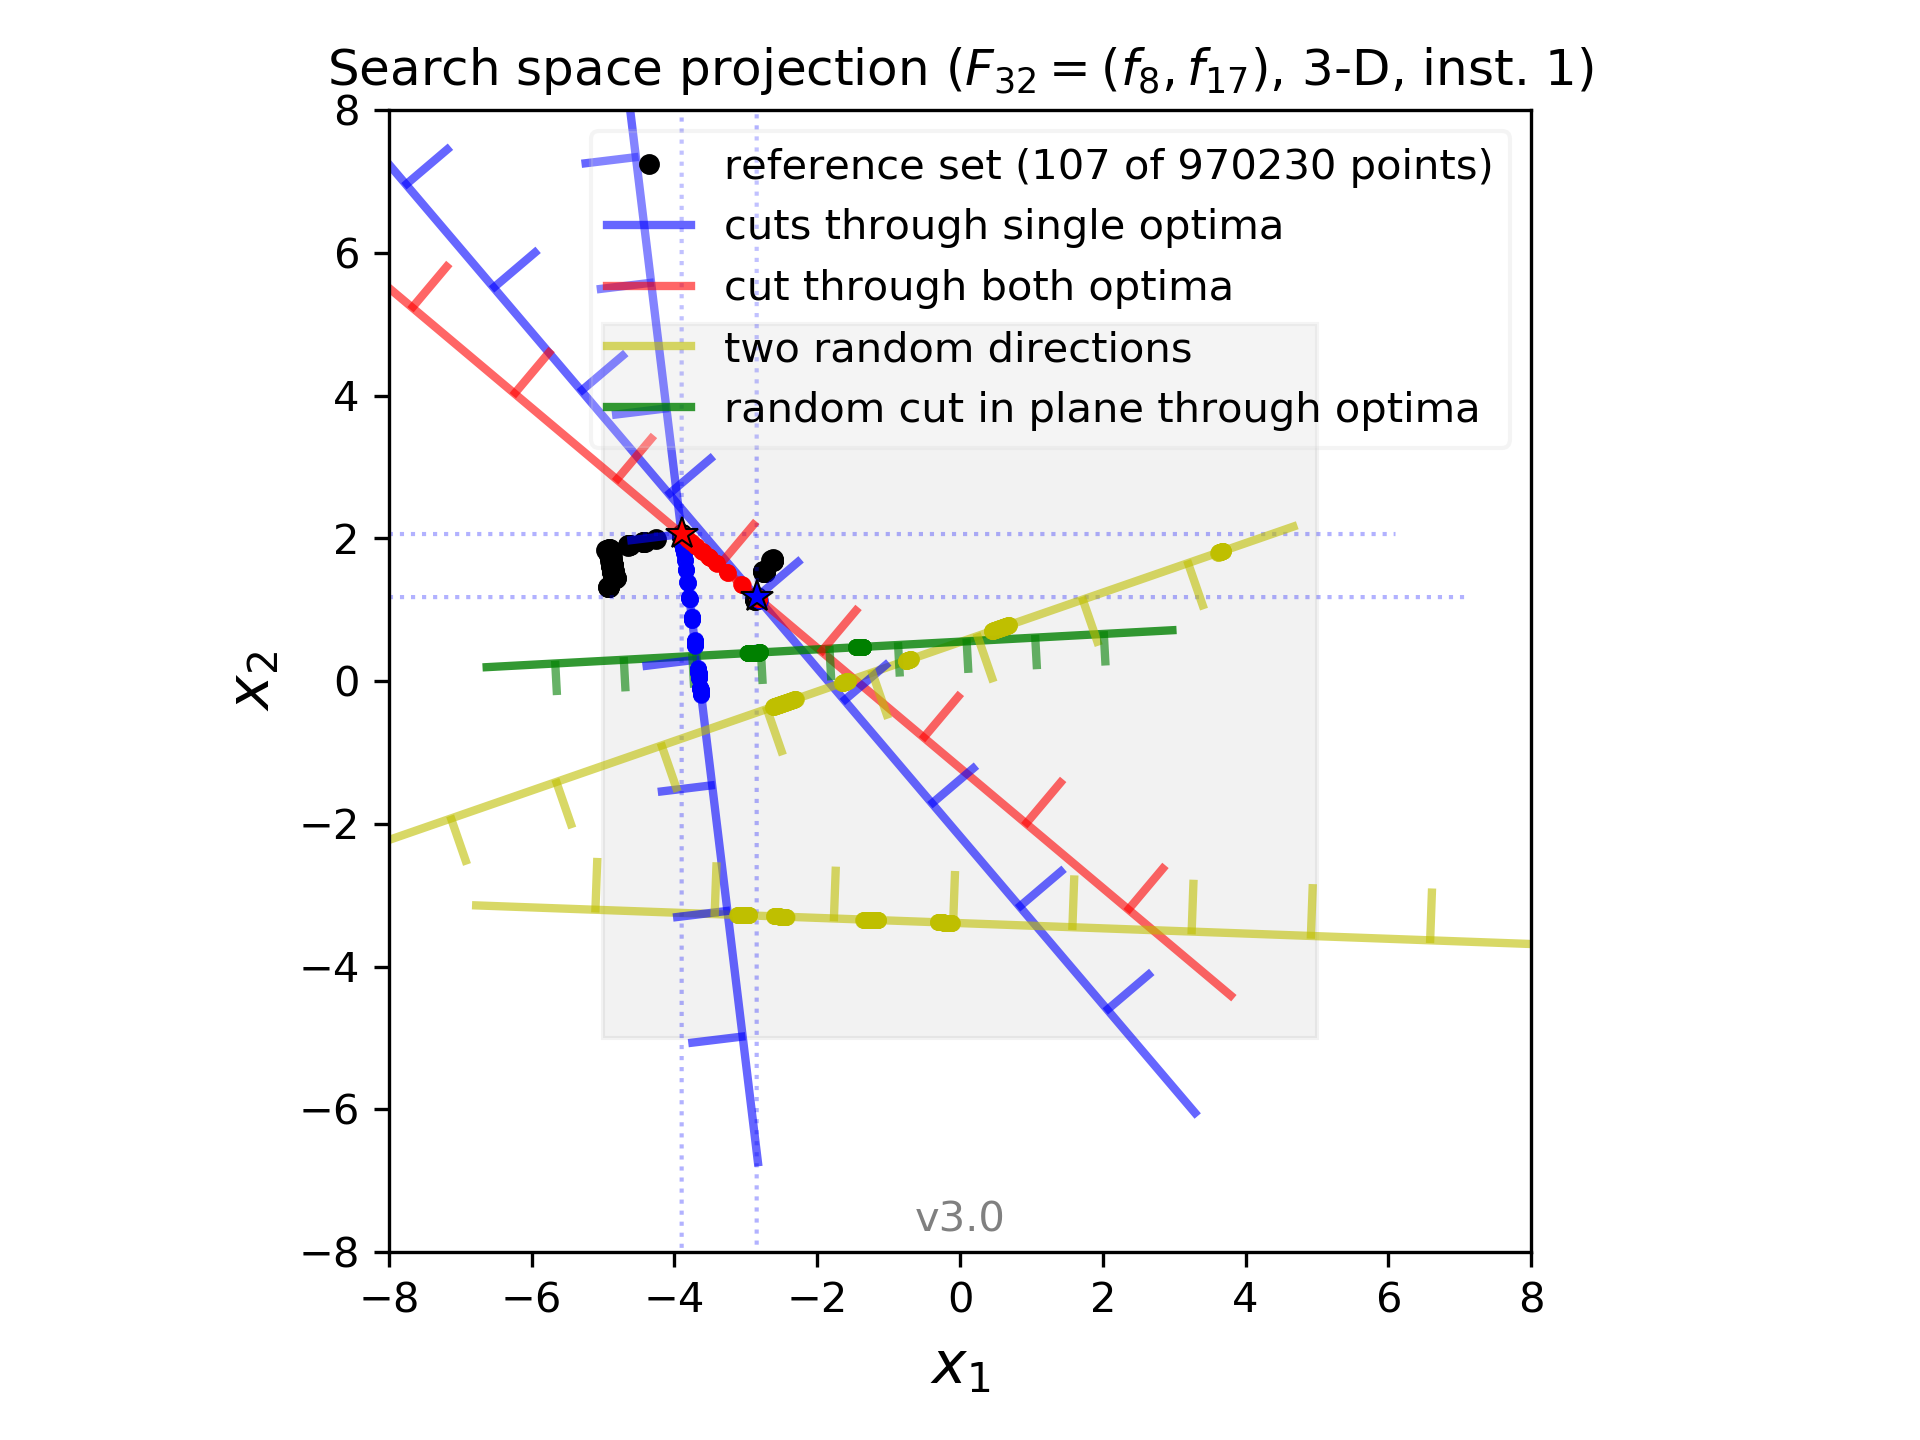 Search space projection (F₃₂ = (f₈, f₁₇), 3-D, inst. 1)
reference set (107 of 970230 points)
cuts through single optima
cut through both optima
two random directions
random cut in plane through optima
8
6
4
2
0
−2
−4
−6
−8
x₂
v3.0
−8 −6 −4 −2 0 2 4 6 8
x₁